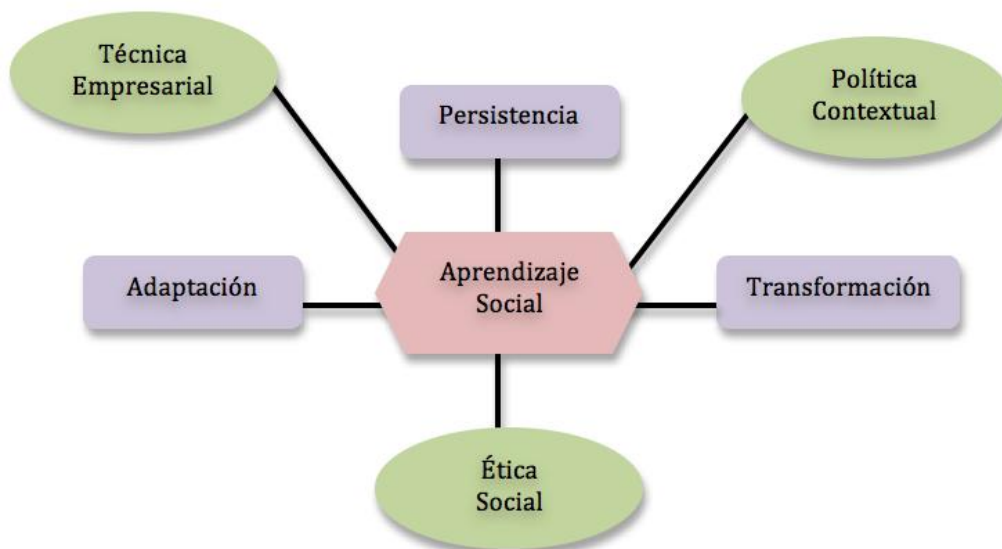 Técnica
Empresarial
Persistencia
Política
Contextual
Adaptación
Aprendizaje
Social
Transformación
Ética
Social